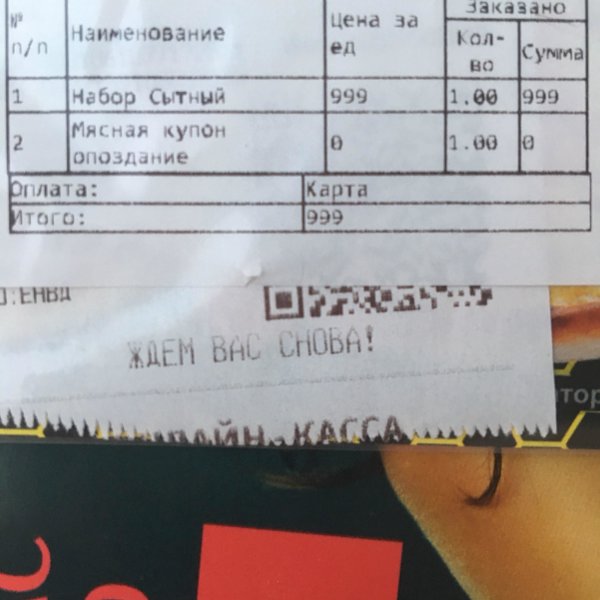 № п/п Наименование Цена за ед Заказано
Кол-во Сумма
1 Набор Сытный 999 1.00 999
2 Мясная купон опоздание 0 1.00 0
Оплата: Карта
Итого: 999
ЕНВД
ЖДЕМ ВАС СНОВА!
КАССА